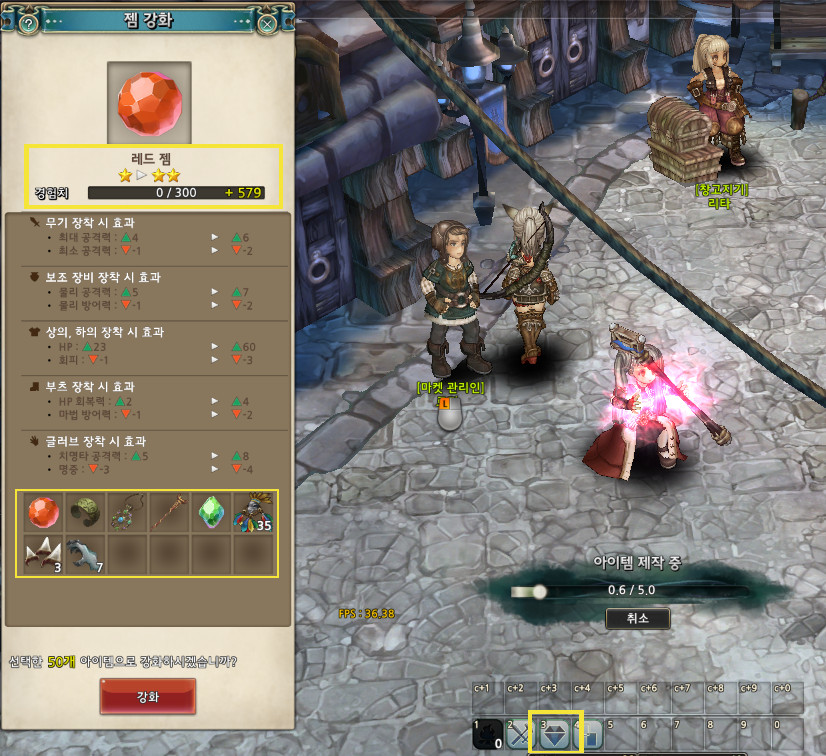 젬 강화
레드 젬
경험치 0 / 300 + 579
무기 장착 시 효과
• 최대 공격력 : ▲4 ▶ ▲6
• 최소 공격력 : ▼-1 ▶ ▼-2
보조 장비 장착 시 효과
• 물리 공격력 : ▲5 ▶ ▲7
• 물리 방어력 : ▼-1 ▶ ▼-2
상의, 하의 장착 시 효과
• HP : ▲23 ▶ ▲60
• 회피 : ▼-1 ▶ ▼-3
부츠 장착 시 효과
• HP 회복력 : ▲2 ▶ ▲4
• 마법 방어력 : ▼-1 ▶ ▼-2
글러브 장착 시 효과
• 치명타 공격력 : ▲5 ▶ ▲8
• 명중 : ▼-3 ▶ ▼-4
35
3 7
선택한 50개 아이템으로 강화하시겠습니까?
강화
[창고지기]
리타
[마켓 관리인]
L
아이템 제작 중
0.6 / 5.0
취소
FPS : 36.38
c+1 c+2 c+3 c+4 c+5 c+6 c+7 c+8 c+9 c+0
1 2 3 4 5 6 7 8 9 0
0